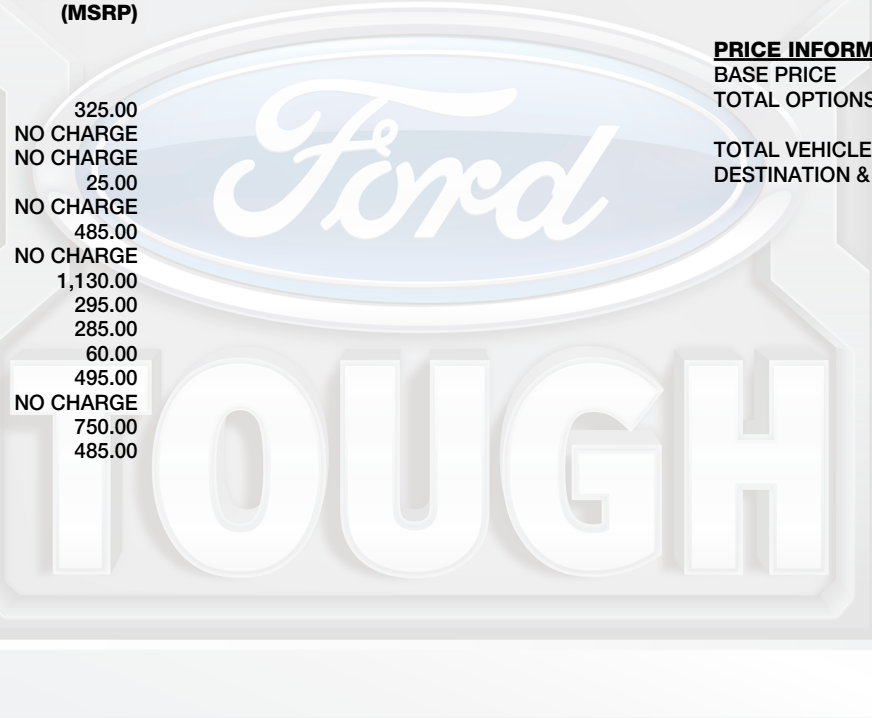 (MSRP)
325.00
NO CHARGE
NO CHARGE
25.00
NO CHARGE
485.00
NO CHARGE
1,130.00
295.00
285.00
60.00
495.00
NO CHARGE
750.00
485.00
PRICE INFORM
BASE PRICE
TOTAL OPTIONS
TOTAL VEHICLE
DESTINATION &
Ford
TOUGH